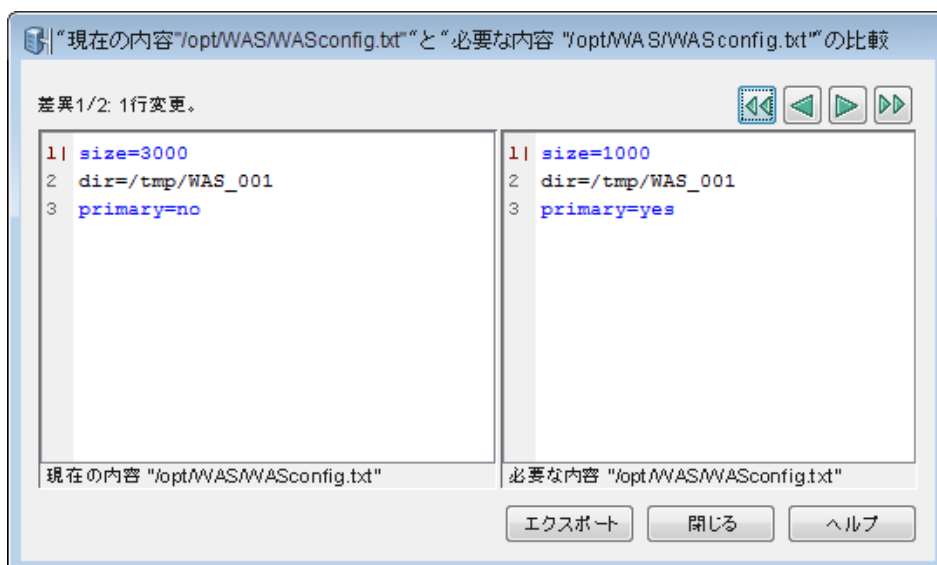 “現在の内容"/opt/WAS/WASconfig.txt"“と“必要な内容 "/opt/WAS/WASconfig.txt"“の比較
差異1/2: 1行変更。
1| size=3000
2 dir=/tmp/WAS_001
3 primary=no
現在の内容 "/opt/WAS/WASconfig.txt"
1| size=1000
2 dir=/tmp/WAS_001
3 primary=yes
必要な内容 "/opt/WAS/WASconfig.txt"
エクスポート 閉じる ヘルプ